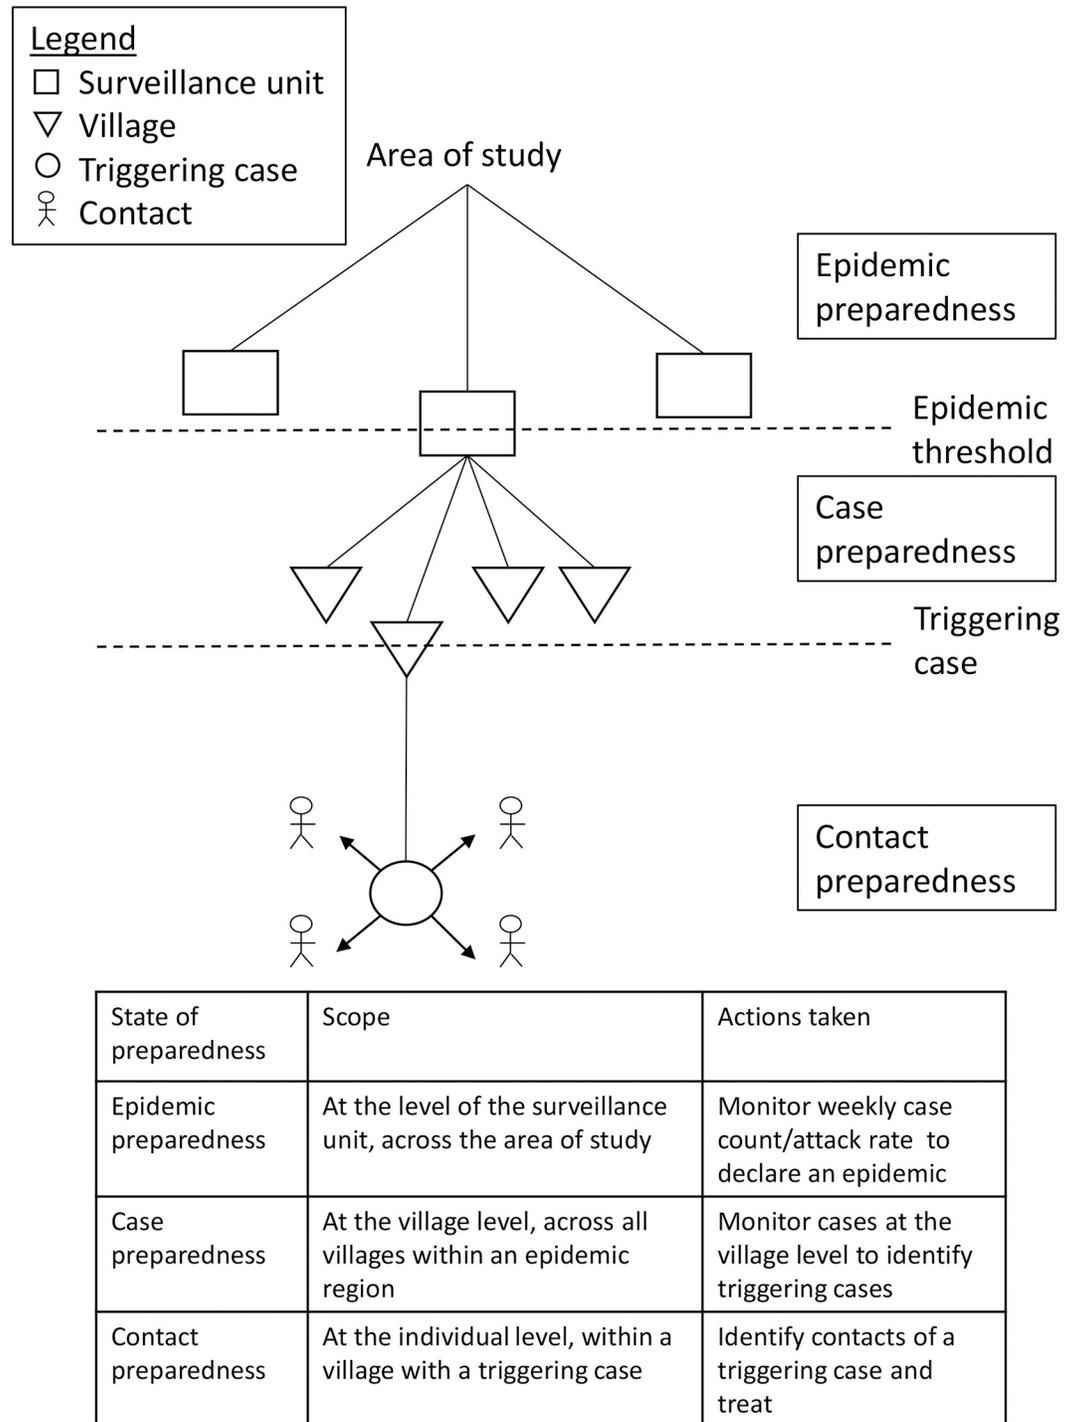 Legend
Surveillance unit
Village
Triggering case
Contact
Area of study
Epidemic
preparedness
Epidemic
threshold
Case
preparedness
Triggering
case
Contact
preparedness
State of
preparedness
Scope
Actions taken
Epidemic
preparedness
At the level of the surveillance
unit, across the area of study
Monitor weekly case
count/attack rate to
declare an epidemic
Case
preparedness
At the village level, across all
villages within an epidemic
region
Monitor cases at the
village level to identify
triggering cases
Contact
preparedness
At the individual level, within a
village with a triggering case
Identify contacts of a
triggering case and
treat